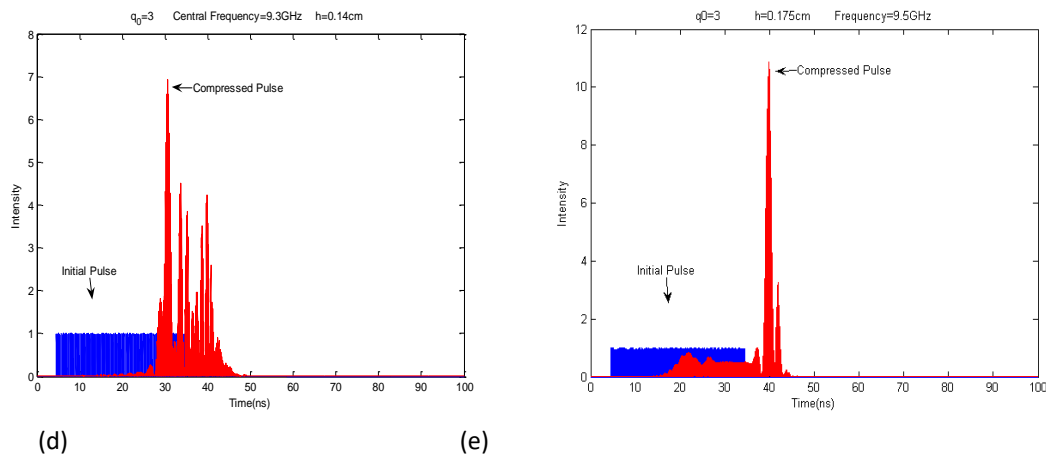 q0=3 Central Frequency=9.3GHz h=0.14cm
8
7
6
5
4
3
2
1
0
Intensity
Compressed Pulse
Initial Pulse
0 10 20 30 40 50 60 70 80 90 100
Time(ns)
(d)
q0=3 h=0.175cm Frequency=9.5GHz
12
10
8
6
4
2
0
Intensity
Compressed Pulse
Initial Pulse
0 10 20 30 40 50 60 70 80 90 100
Time(ns)
(e)